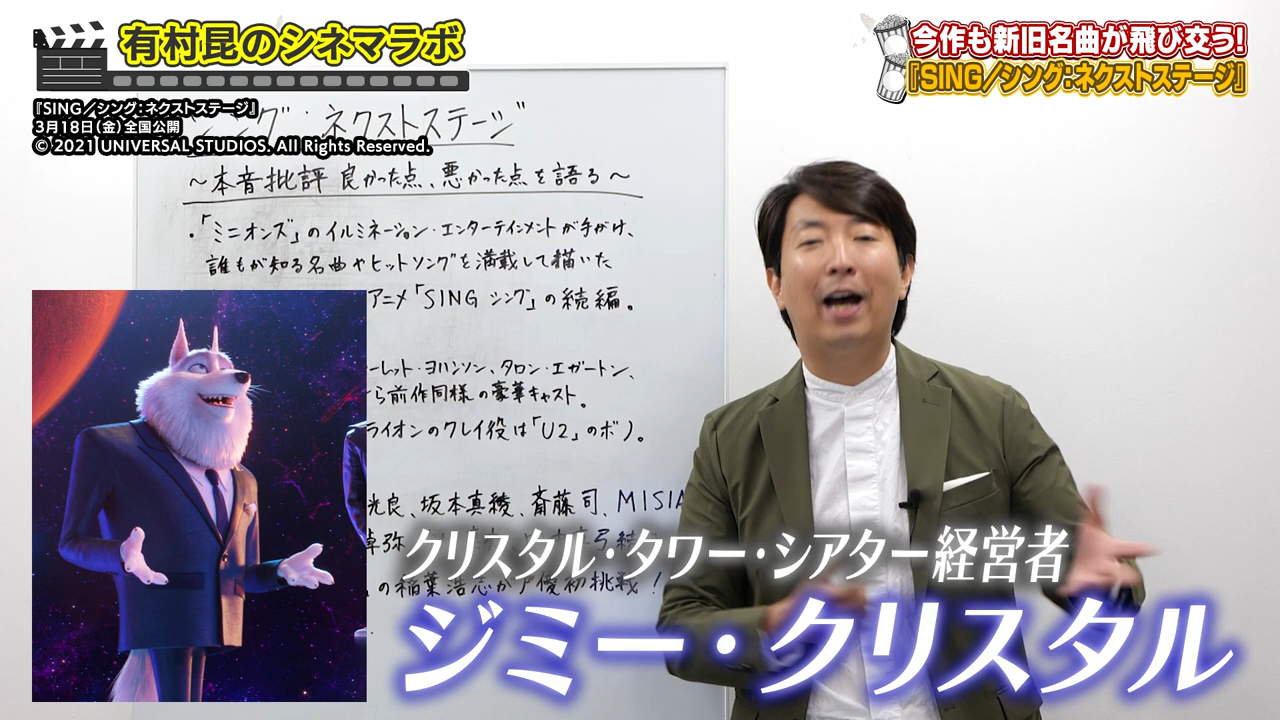 有村昆のシネマラボ
今作も新旧名曲が飛び交う!
『SING/シング:ネクストステージ』
『SING/シング:ネクストステージ』
3月18日(金)全国公開
© 2021 UNIVERSAL STUDIOS. All Rights Reserved.
シング:ネクストステージ"
〜本音批評 良かった点、悪かった点を語る〜
・「ミニオンズ」のイルミネーション・エンターテインメントが手がけ、
誰もが知る名曲やヒットソングを満載して描いた
アニメ「SING シング」の続編。
ーレット・ヨハンソン、タロン・エガートン、
ら前作同様の豪華キャスト。
ライオンのクレイ役は「U2」のボノ。
光良、坂本真綾、斎藤司、MISIA
卓弥
の稲葉浩志が声優初挑戦!
クリスタル・タワー・シアター経営者
ジミー・クリスタル